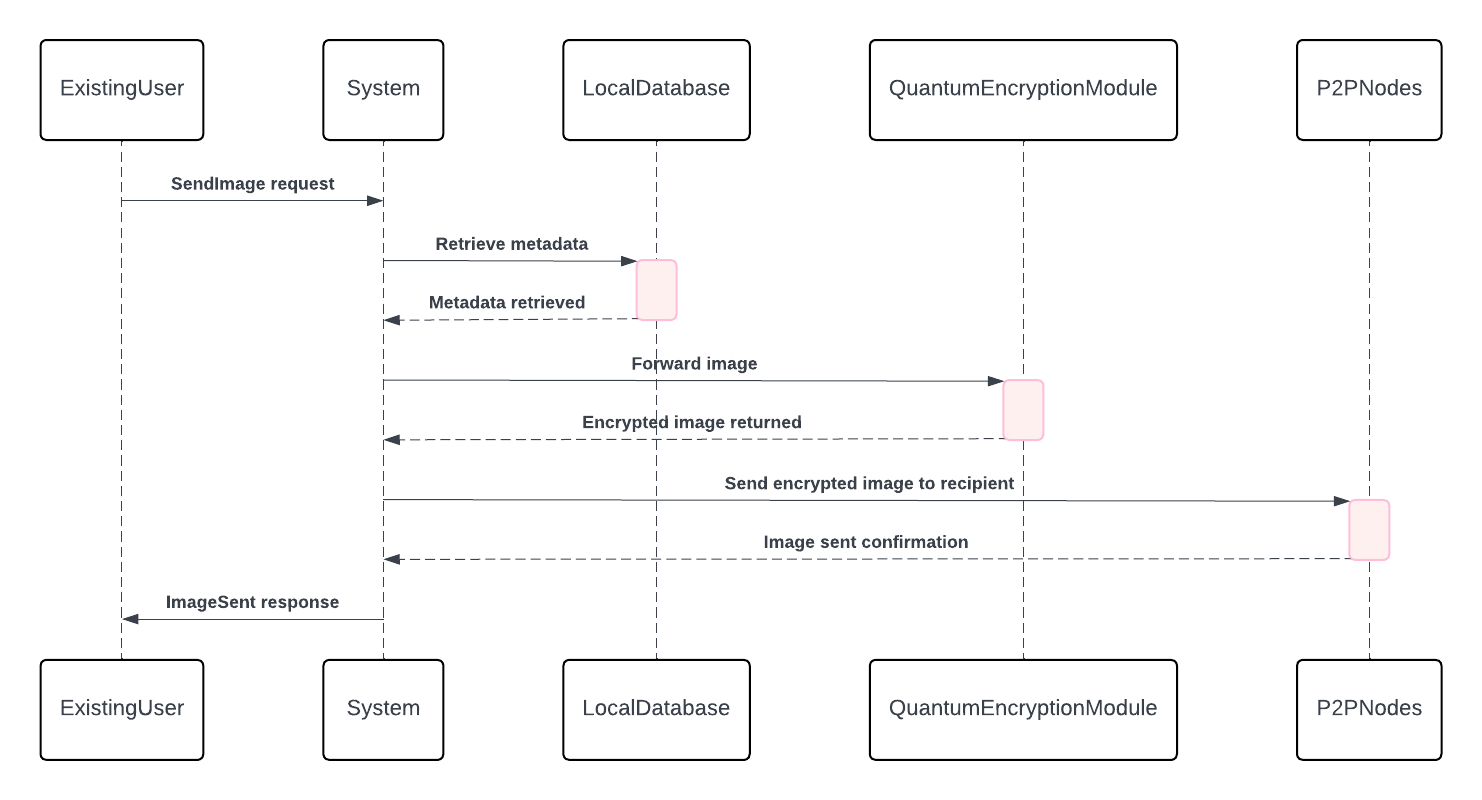 ExistingUser
System
LocalDatabase
QuantumEncryptionModule
P2PNodes
SendImage request
Retrieve metadata
Metadata retrieved
Forward image
Encrypted image returned
Send encrypted image to recipient
Image sent confirmation
ImageSent response
ExistingUser
System
LocalDatabase
QuantumEncryptionModule
P2PNodes